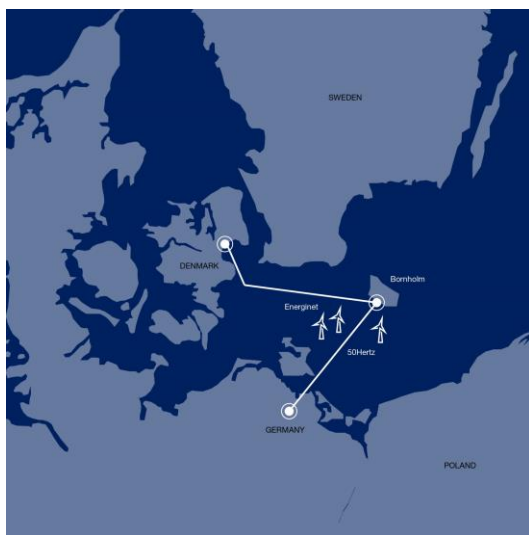 SWEDEN
DENMARK
Bornholm
Energinet
50Hertz
GERMANY
POLAND